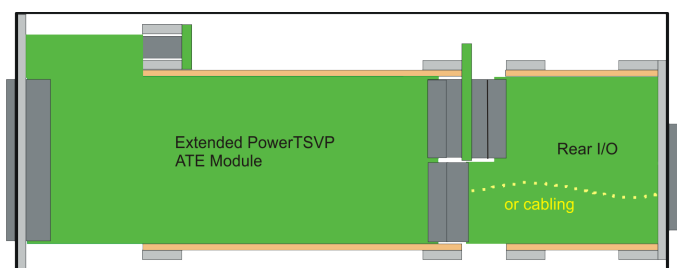 Extended PowerTSVP
ATE Module
Rear I/O
or cabling